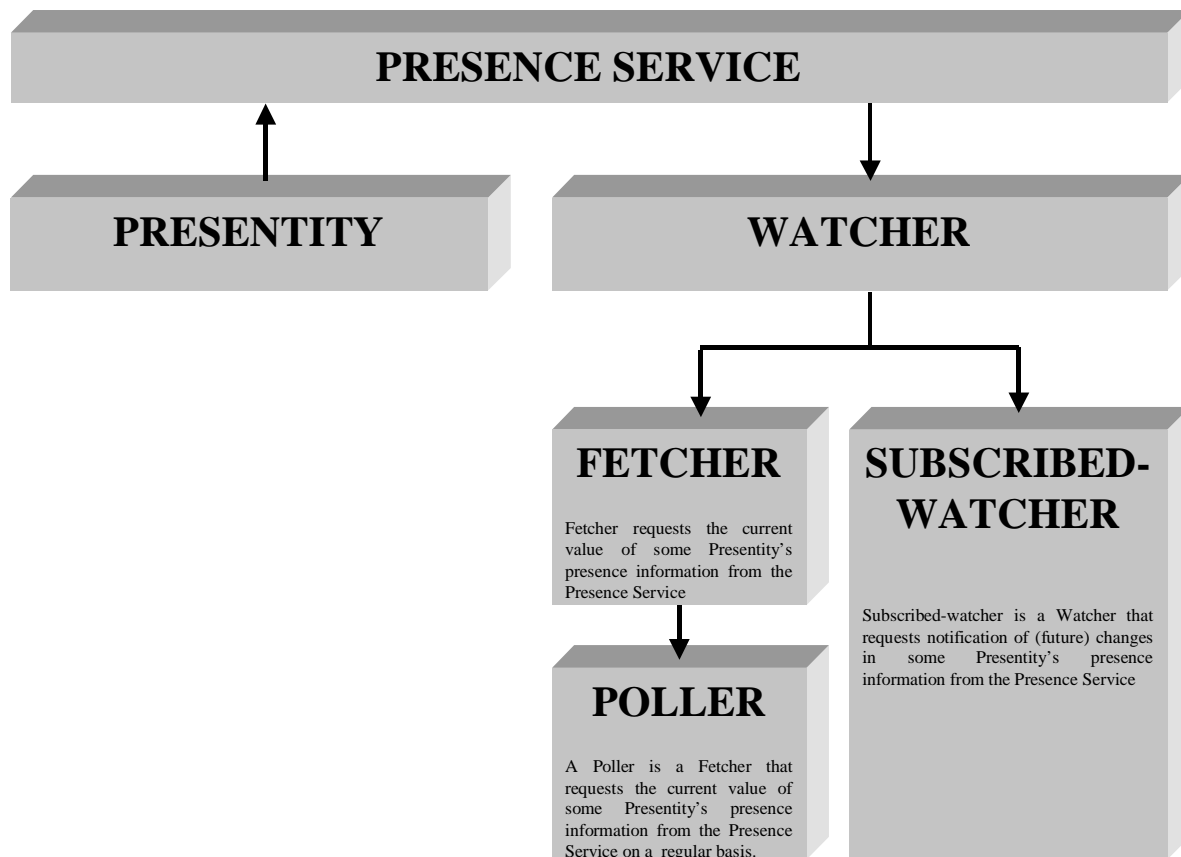 PRESENCE SERVICE
PRESENTITY
WATCHER
FETCHER
Fetcher requests the current
value of some Presentity’s
presence information from the
Presence Service
SUBSCRIBED-
WATCHER
Subscribed-watcher is a Watcher that
requests notification of (future) changes
in some Presentity’s presence
information from the Presence Service
POLLER
A Poller is a Fetcher that
requests the current value of
some Presentity’s presence
information from the Presence
Service on a regular basis.